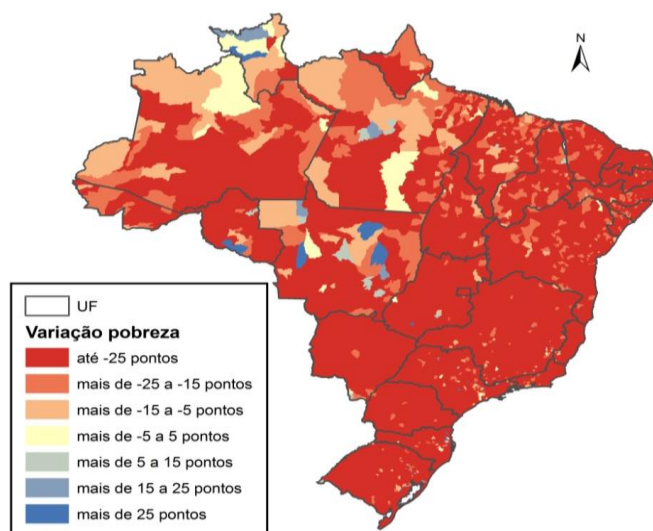 N
UF
Variação pobreza
até -25 pontos
mais de -25 a -15 pontos
mais de -15 a -5 pontos
mais de -5 a 5 pontos
mais de 5 a 15 pontos
mais de 15 a 25 pontos
mais de 25 pontos